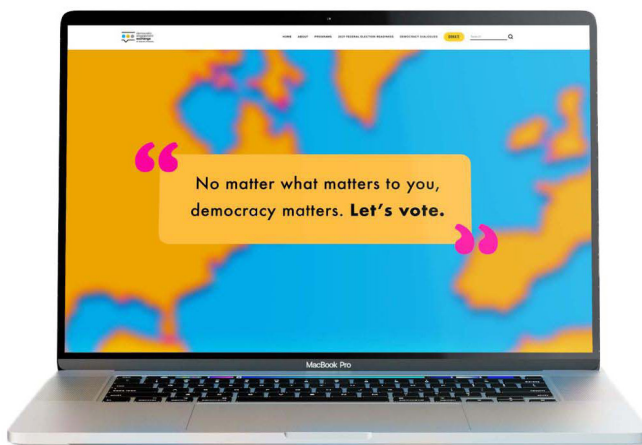 HOME ABOUT PROGRAMS 2021 FEDERAL ELECTION RESOURCES DEMOCRACY DIALOGUES DONATE
exchange
No matter what matters to you,
democracy matters. Let's vote.
MacBook Pro